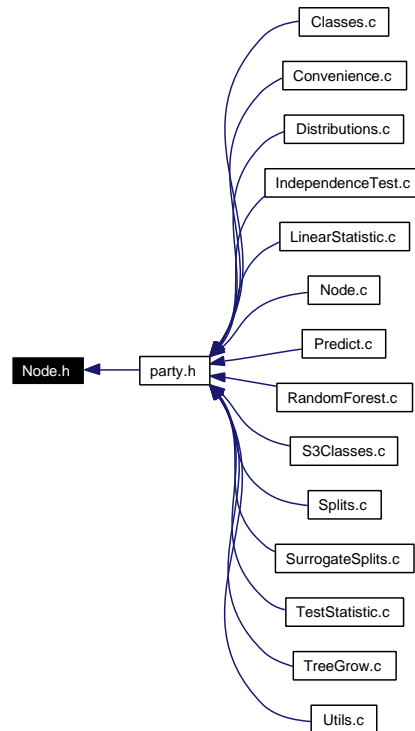 Classes.c
Convenience.c
Distributions.c
IndependenceTest.c
LinearStatistic.c
Node.c
Predict.c
Node.h
party.h
RandomForest.c
S3Classes.c
Splits.c
SurrogateSplits.c
TestStatistic.c
TreeGrow.c
Utils.c